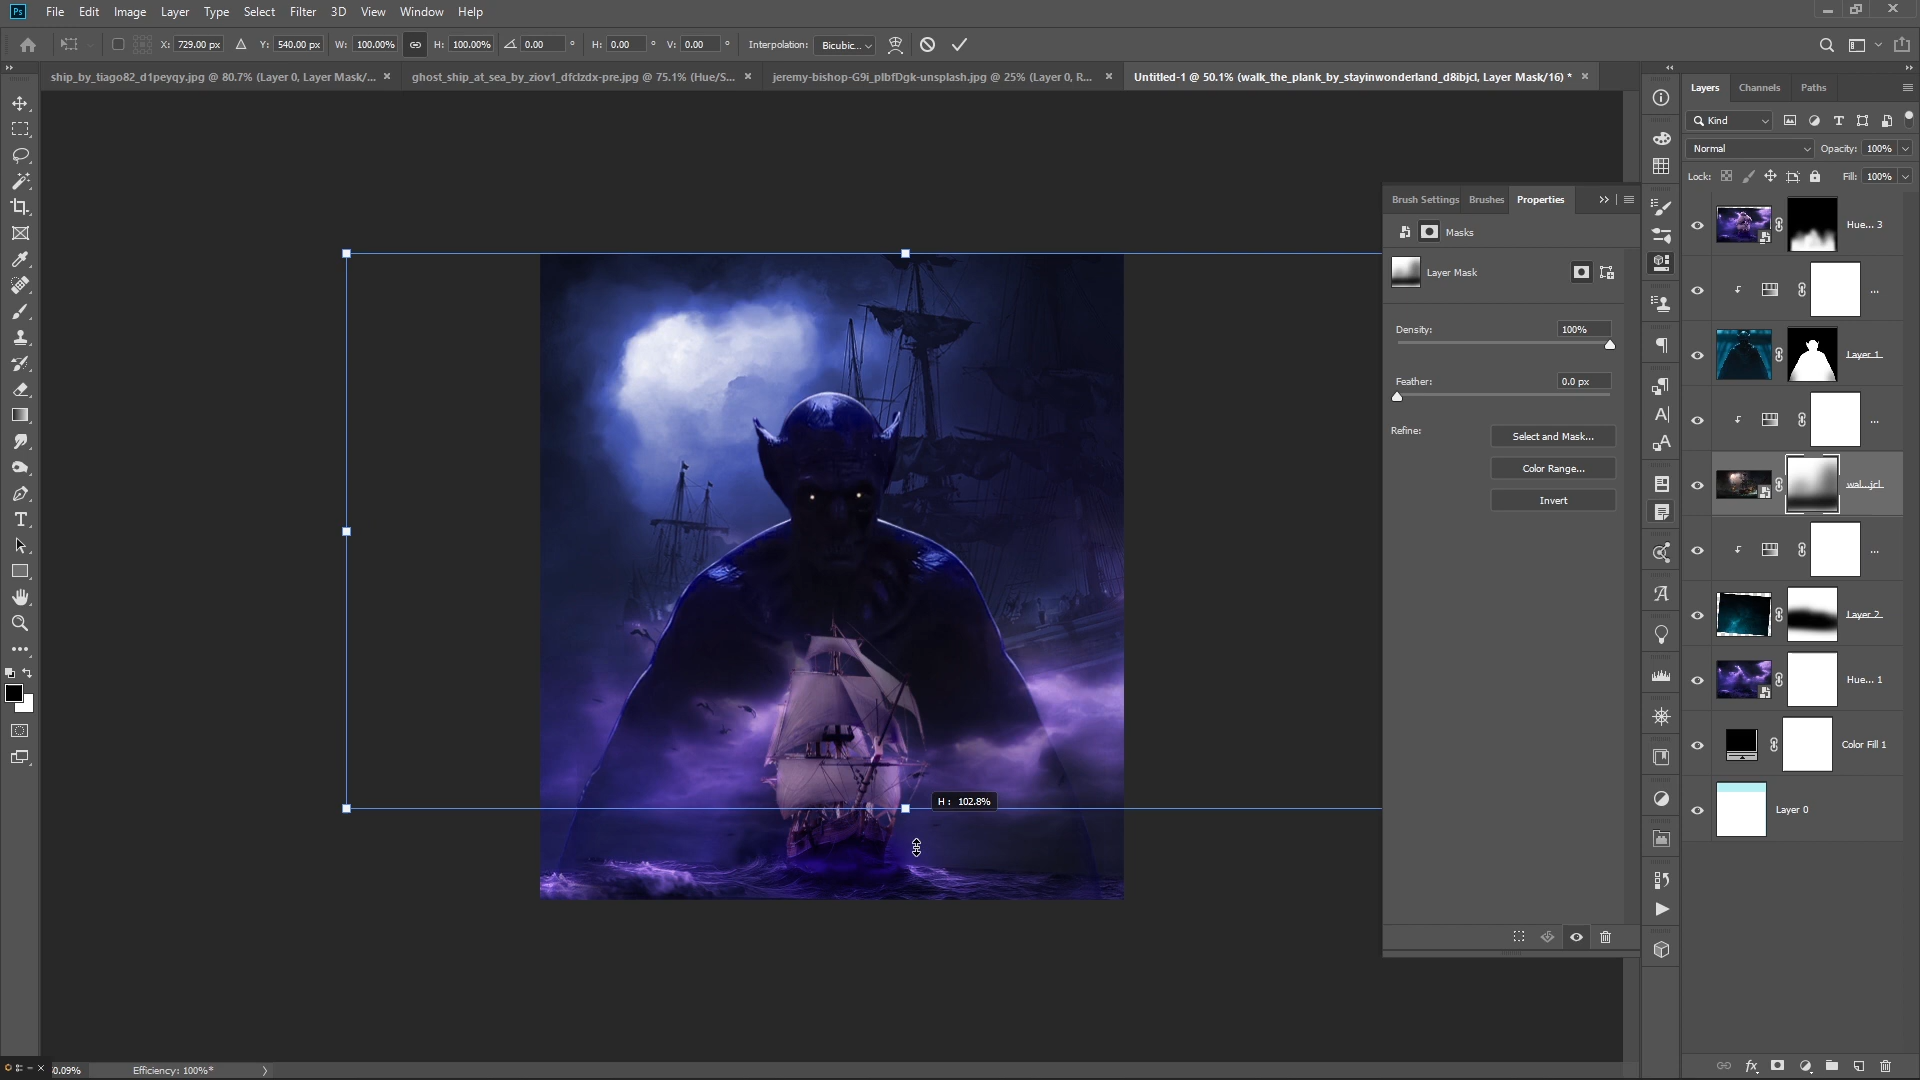 Ps File Edit Image Layer Type Select Filter 3D View Window Help
X: 729.00 px Y: 540.00 px W: 100.00% H: 100.00% 0.00 ° H: 0.00 ° V: 0.00 ° Interpolation: Bicubic...
ship_by_tiago82_d1peyqy.jpg @ 80.7% (Layer 0, Layer Mask/... × ghost_ship_at_sea_by_ziov1_dfclzdx-pre.jpg @ 75.1% (Hue/S... × jeremy-bishop-G9i_plbfDgk-unsplash.jpg @ 25% (Layer 0, R... × Untitled-1 @ 50.1% (walk_the_plank_by_stayinwonderland_d8ibjcl, Layer Mask/16) * ×
Layers Channels Paths
Kind
Normal Opacity: 100%
Lock: Fill: 100%
Brush Settings Brushes Properties
Masks
Layer Mask
Density: 100%
Feather: 0.0 px
Refine: Select and Mask...
Color Range...
Invert
Hue... 3
...
Layer 1
...
wal...jcl
...
Layer 2
Hue... 1
Color Fill 1
Layer 0
H: 102.8%
0.09% Efficiency: 100%*